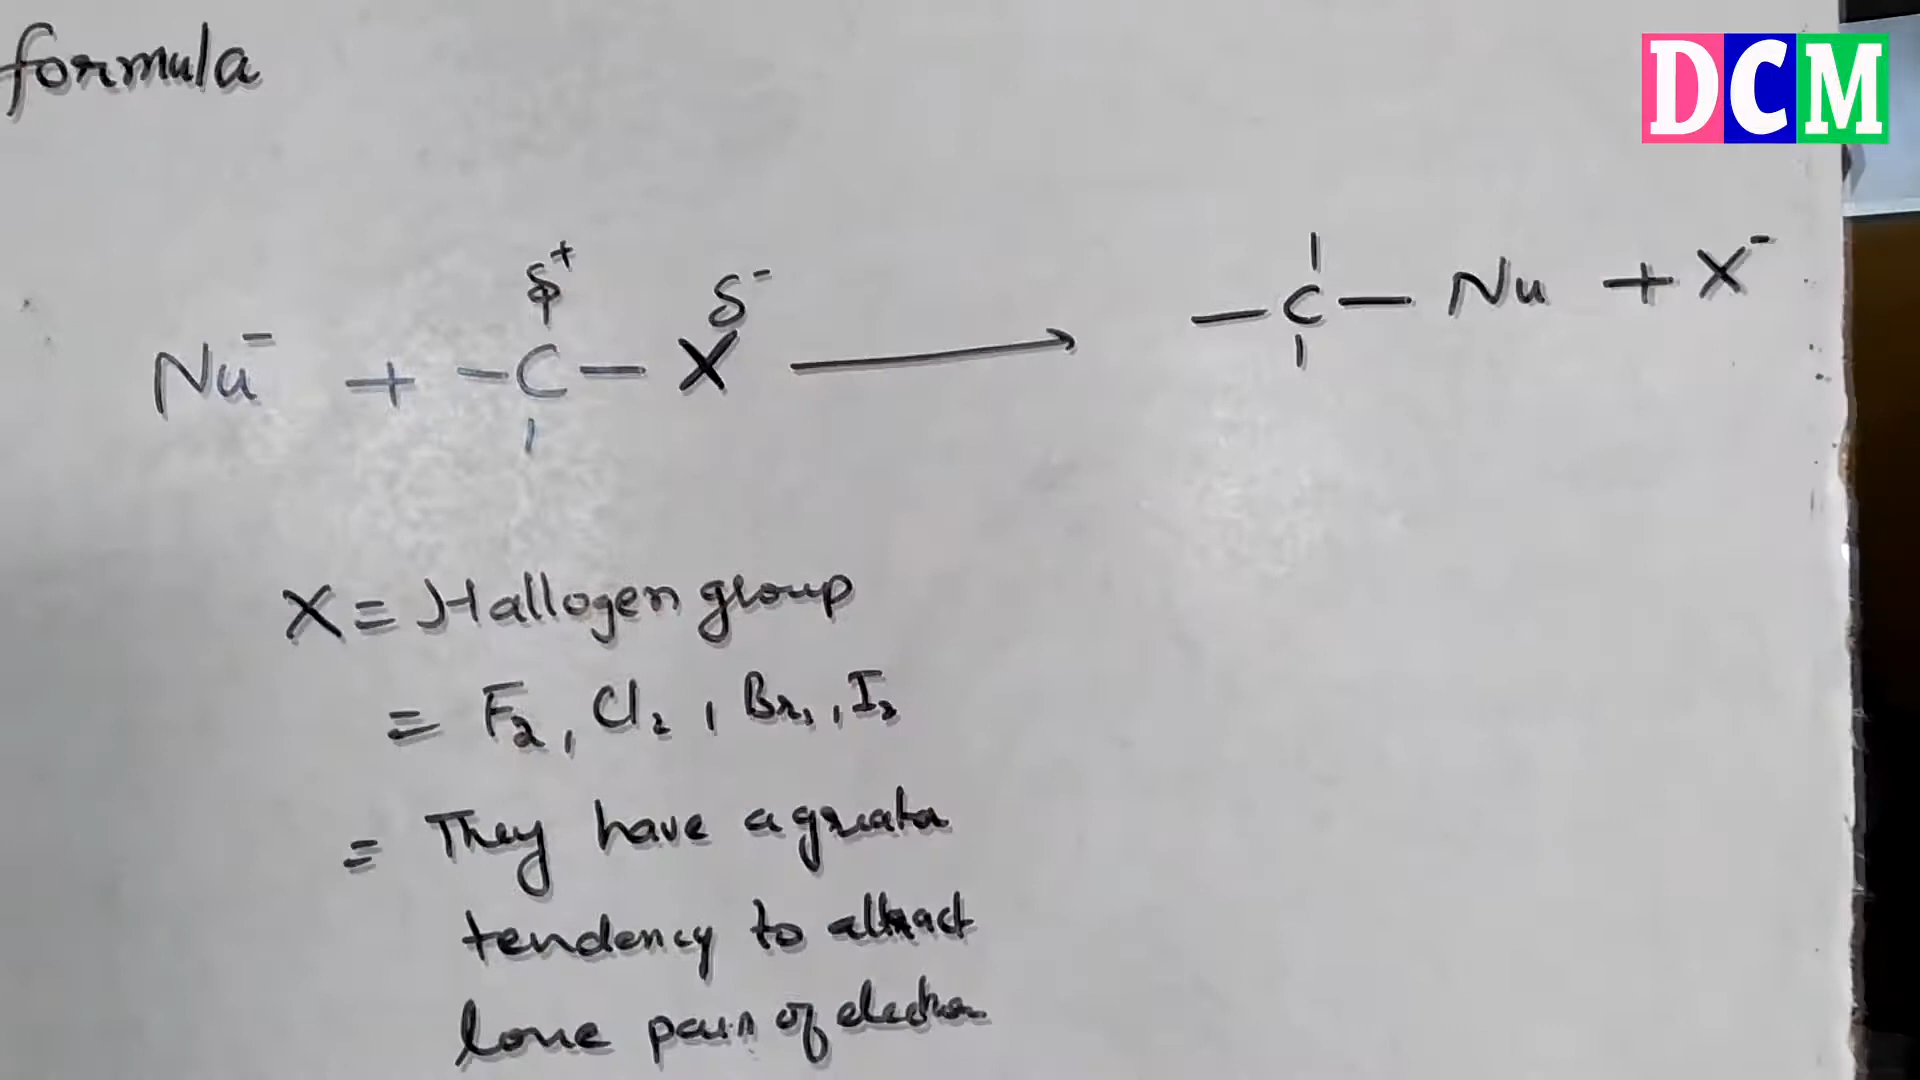 formula
DCM
δ+ δ-
Nu- + -C-X → -C-Nu + X-
X = Hallogen group
= F2, Cl2, Br2, I2
= They have a greater
tendency to attract
lone pair of electron